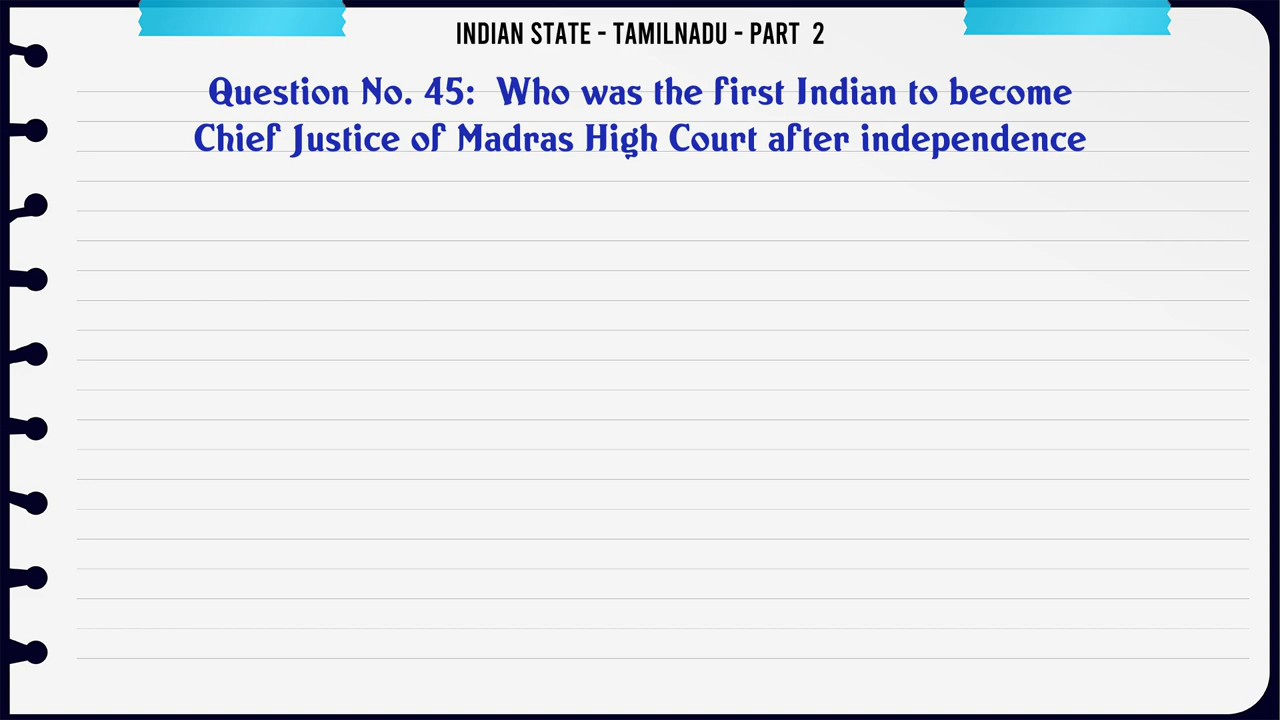 INDIAN STATE - TAMILNADU - PART 2
Question No. 45: Who was the first Indian to become
Chief Justice of Madras High Court after independence